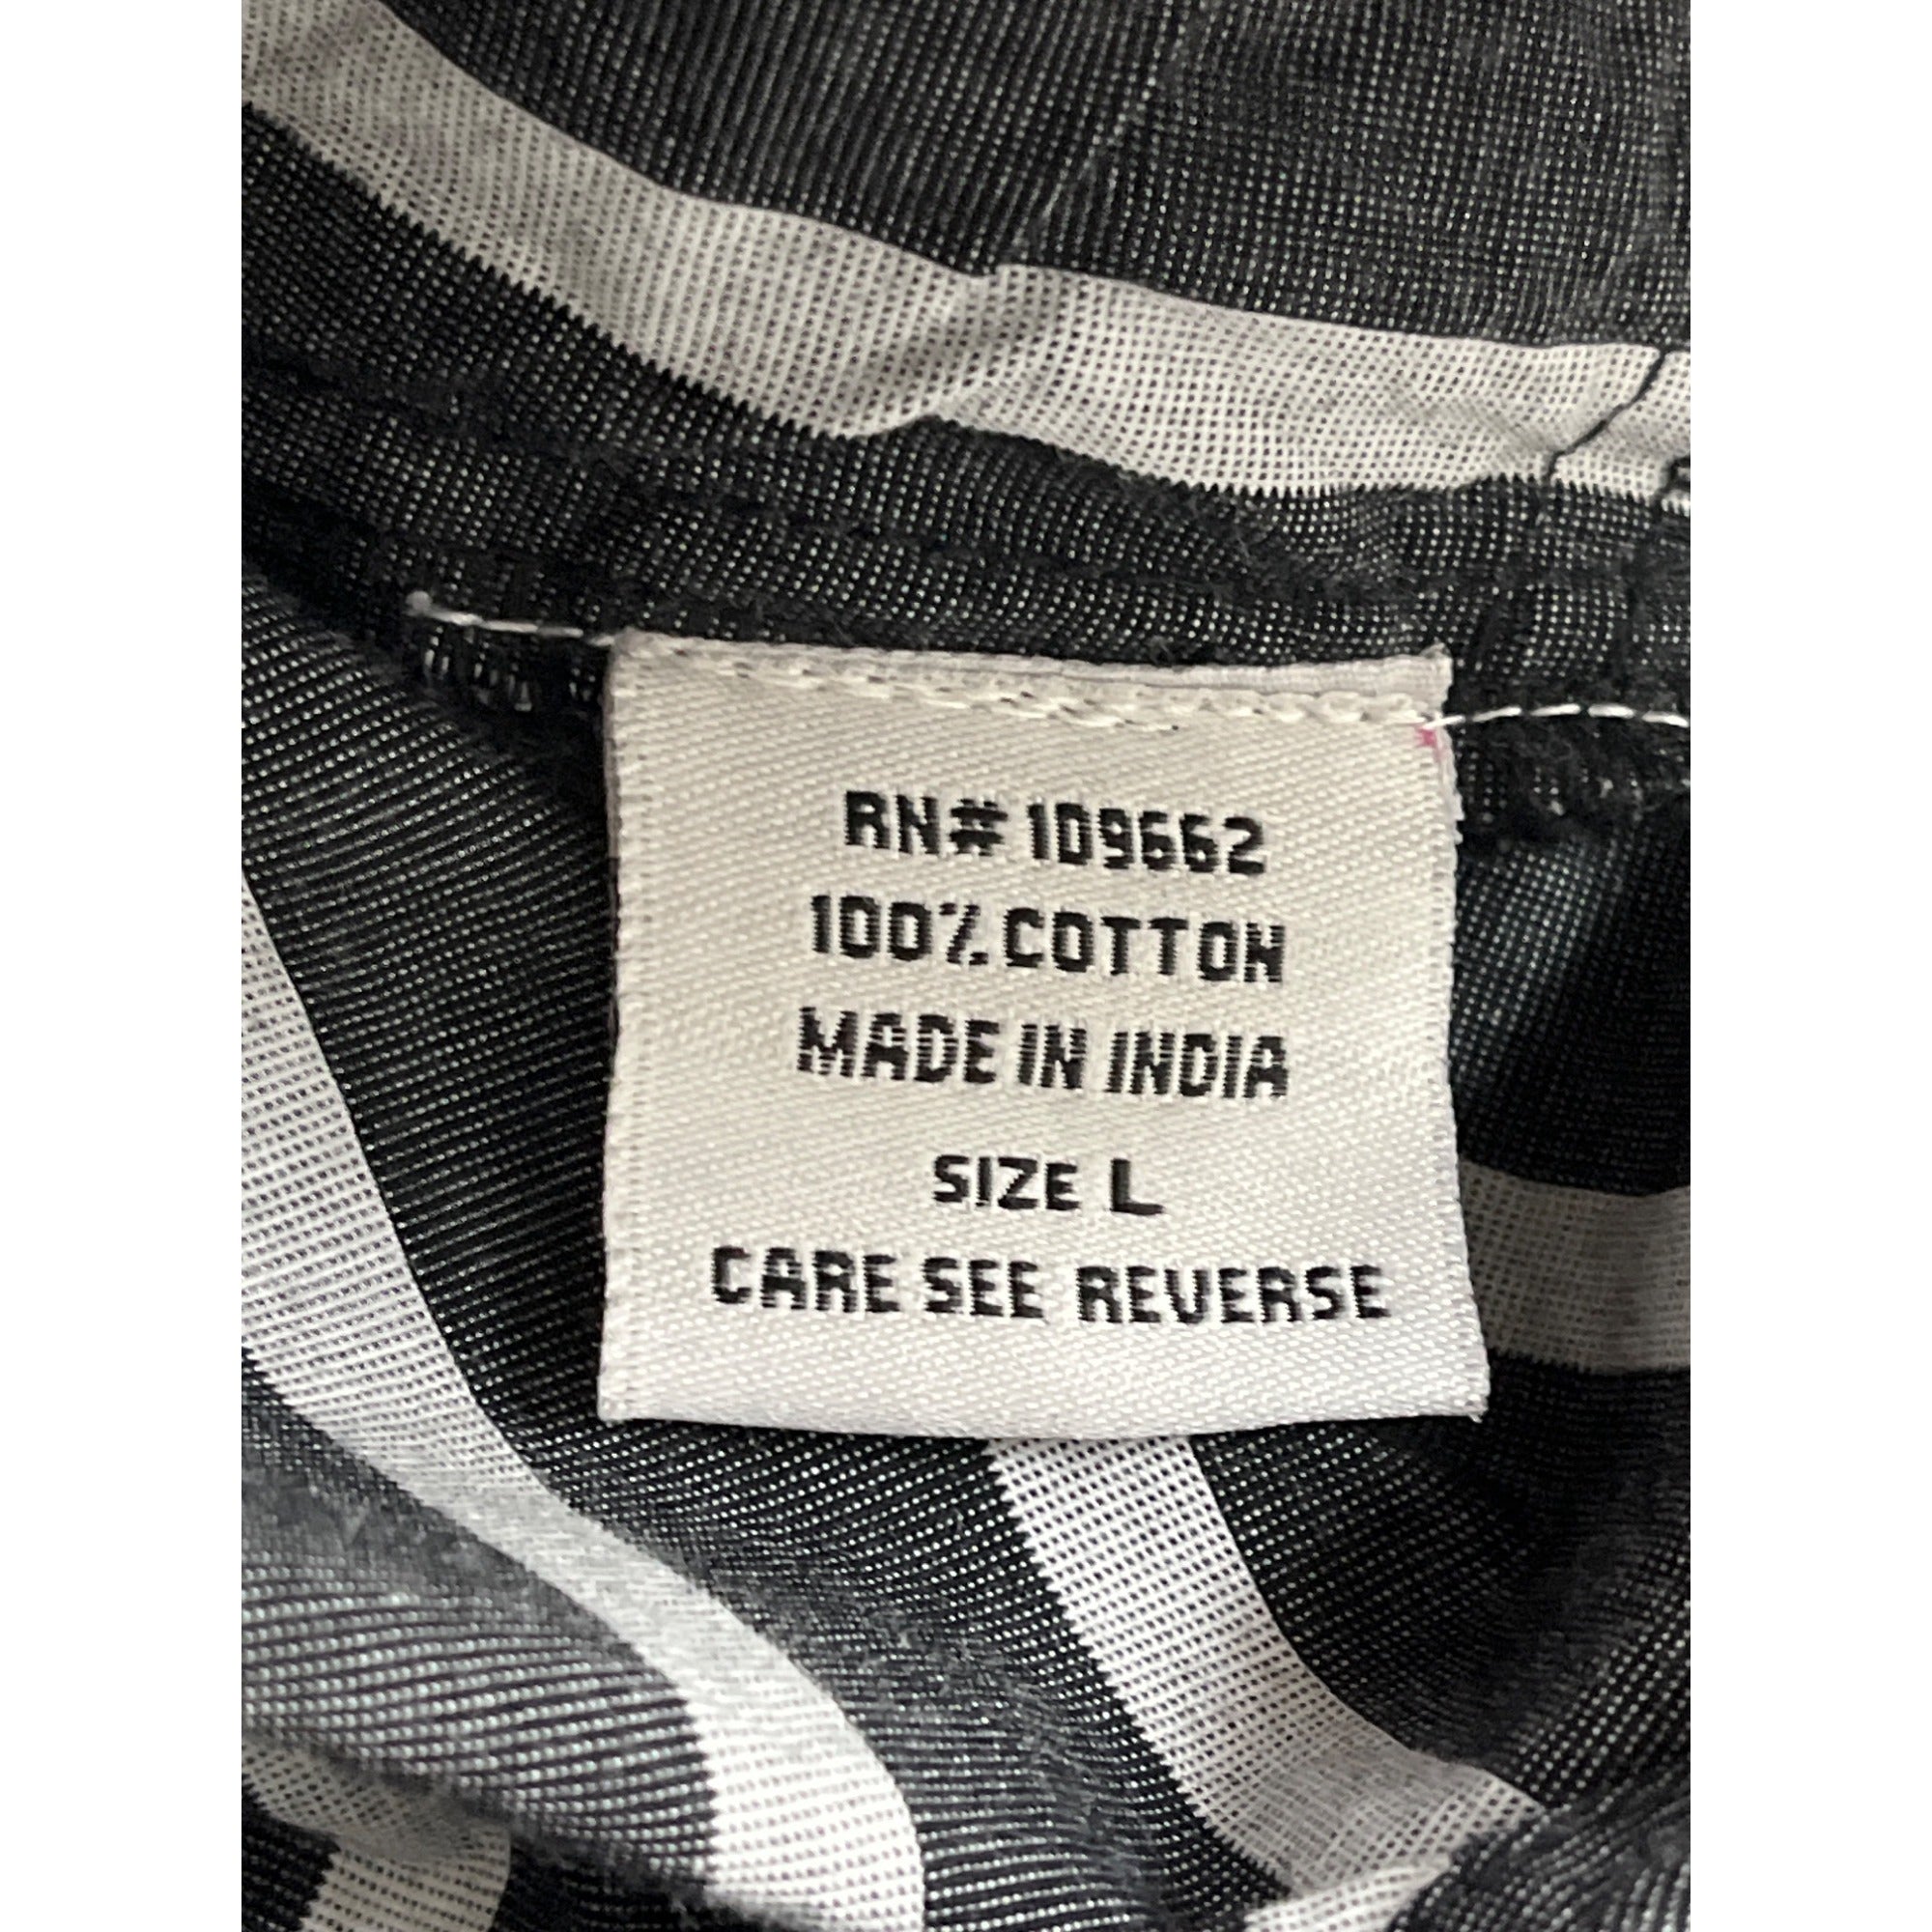 RN# 109662
100% COTTON
MADE IN INDIA
SIZE L
CARE SEE REVERSE